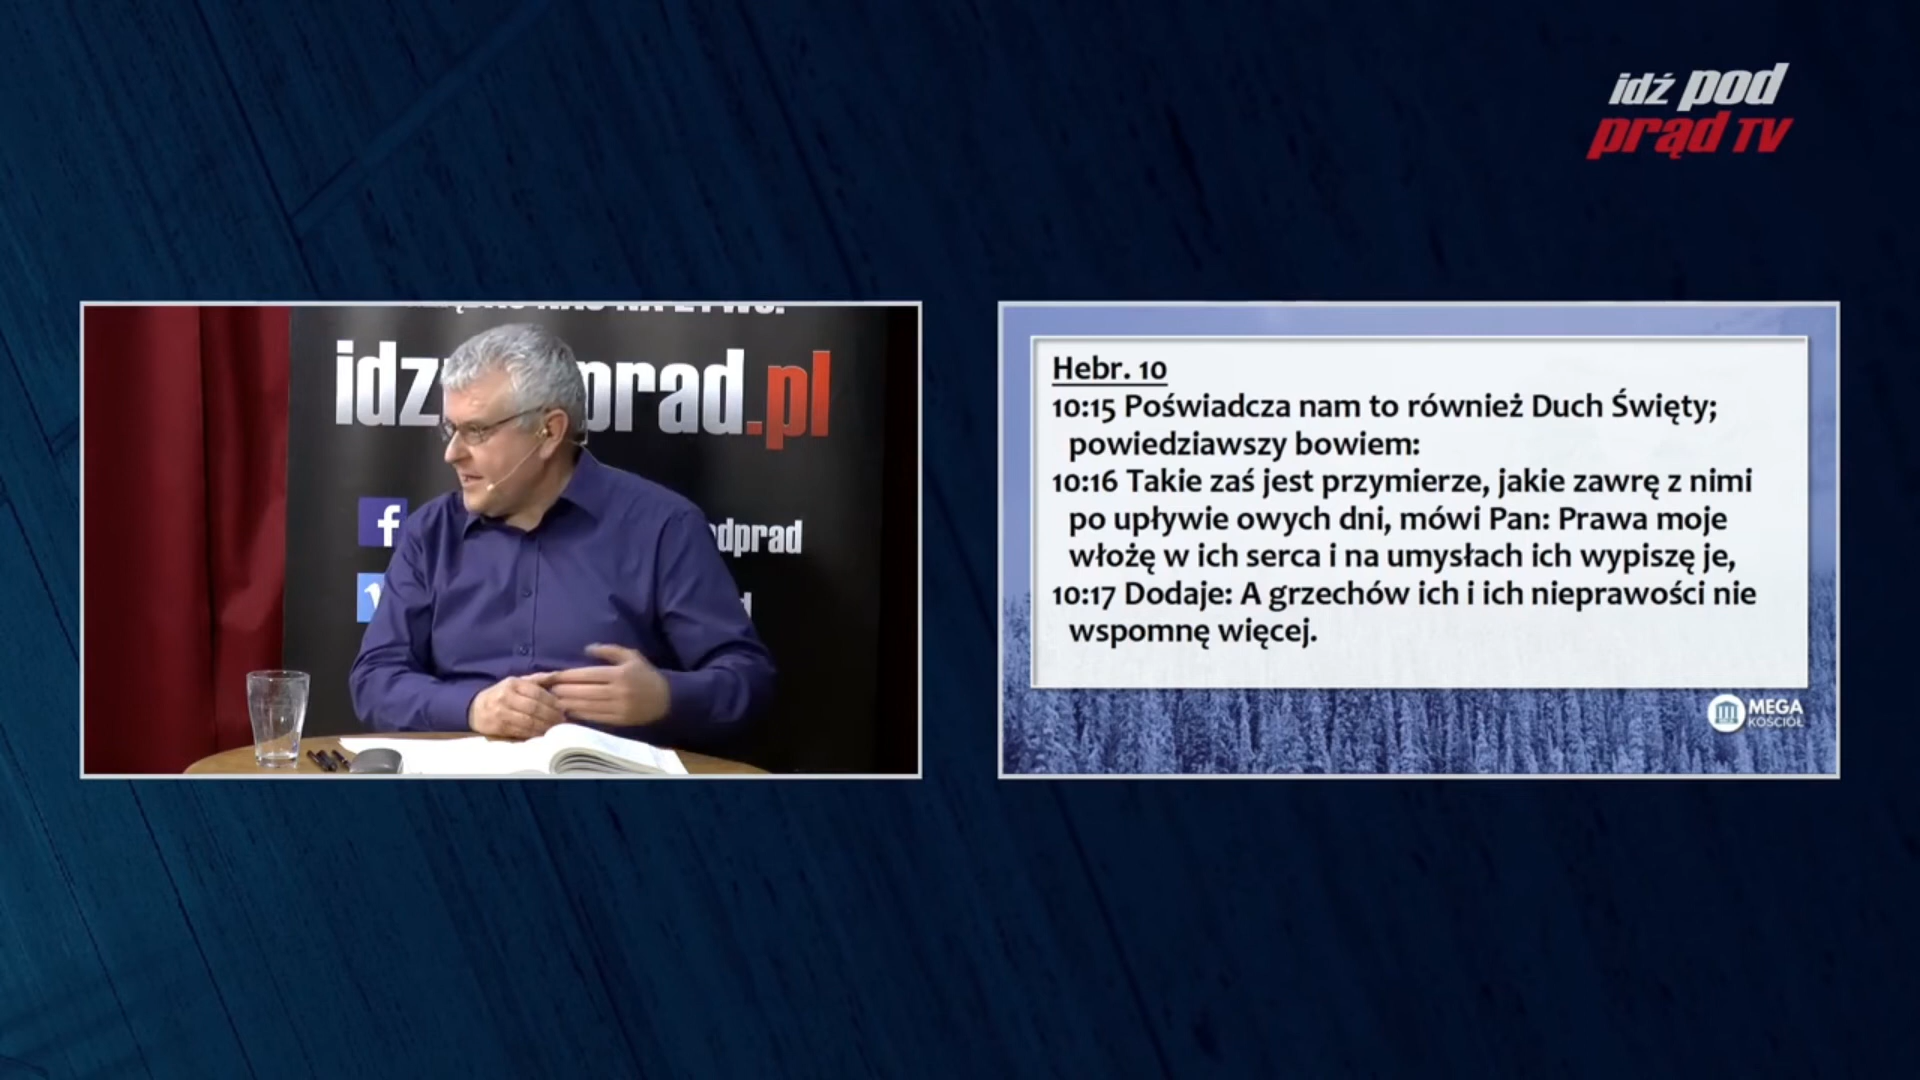 idź pod
prąd TV
prad.pl
f
Hebr. 10
10:15 Poświadcza nam to również Duch Święty;
powiedziawszy bowiem:
10:16 Takie zaś jest przymierze, jakie zawrę z nimi
po upływie owych dni, mówi Pan: Prawa moje
włożę w ich serca i na umysłach ich wypiszę je,
10:17 Dodaje: A grzechów ich i ich nieprawości nie
wspomnę więcej.
MEGA
KOŚCIÓŁ